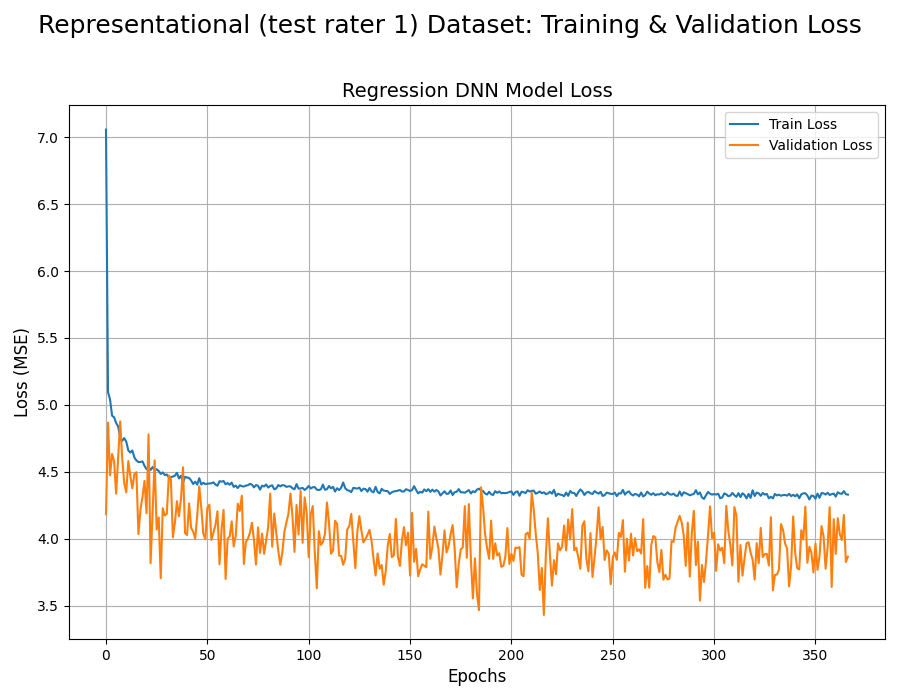 Representational (test rater 1) Dataset: Training & Validation Loss
Regression DNN Model Loss
Train Loss
Validation Loss
7.0
6.5
6.0
5.5
5.0
4.5
4.0
3.5
Loss (MSE)
0 50 100 150 200 250 300 350
Epochs